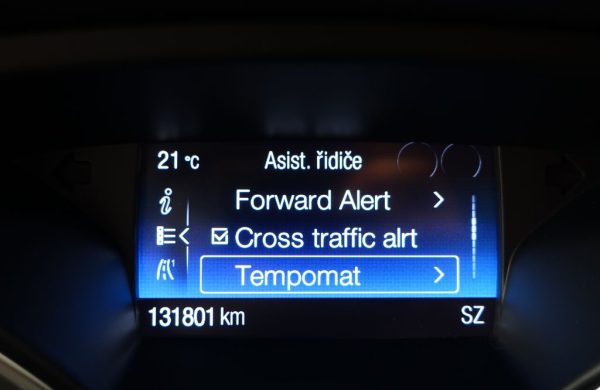 21 °C Asist. řidiče
Forward Alert >
Cross traffic alrt
Tempomat >
131801 km SZ